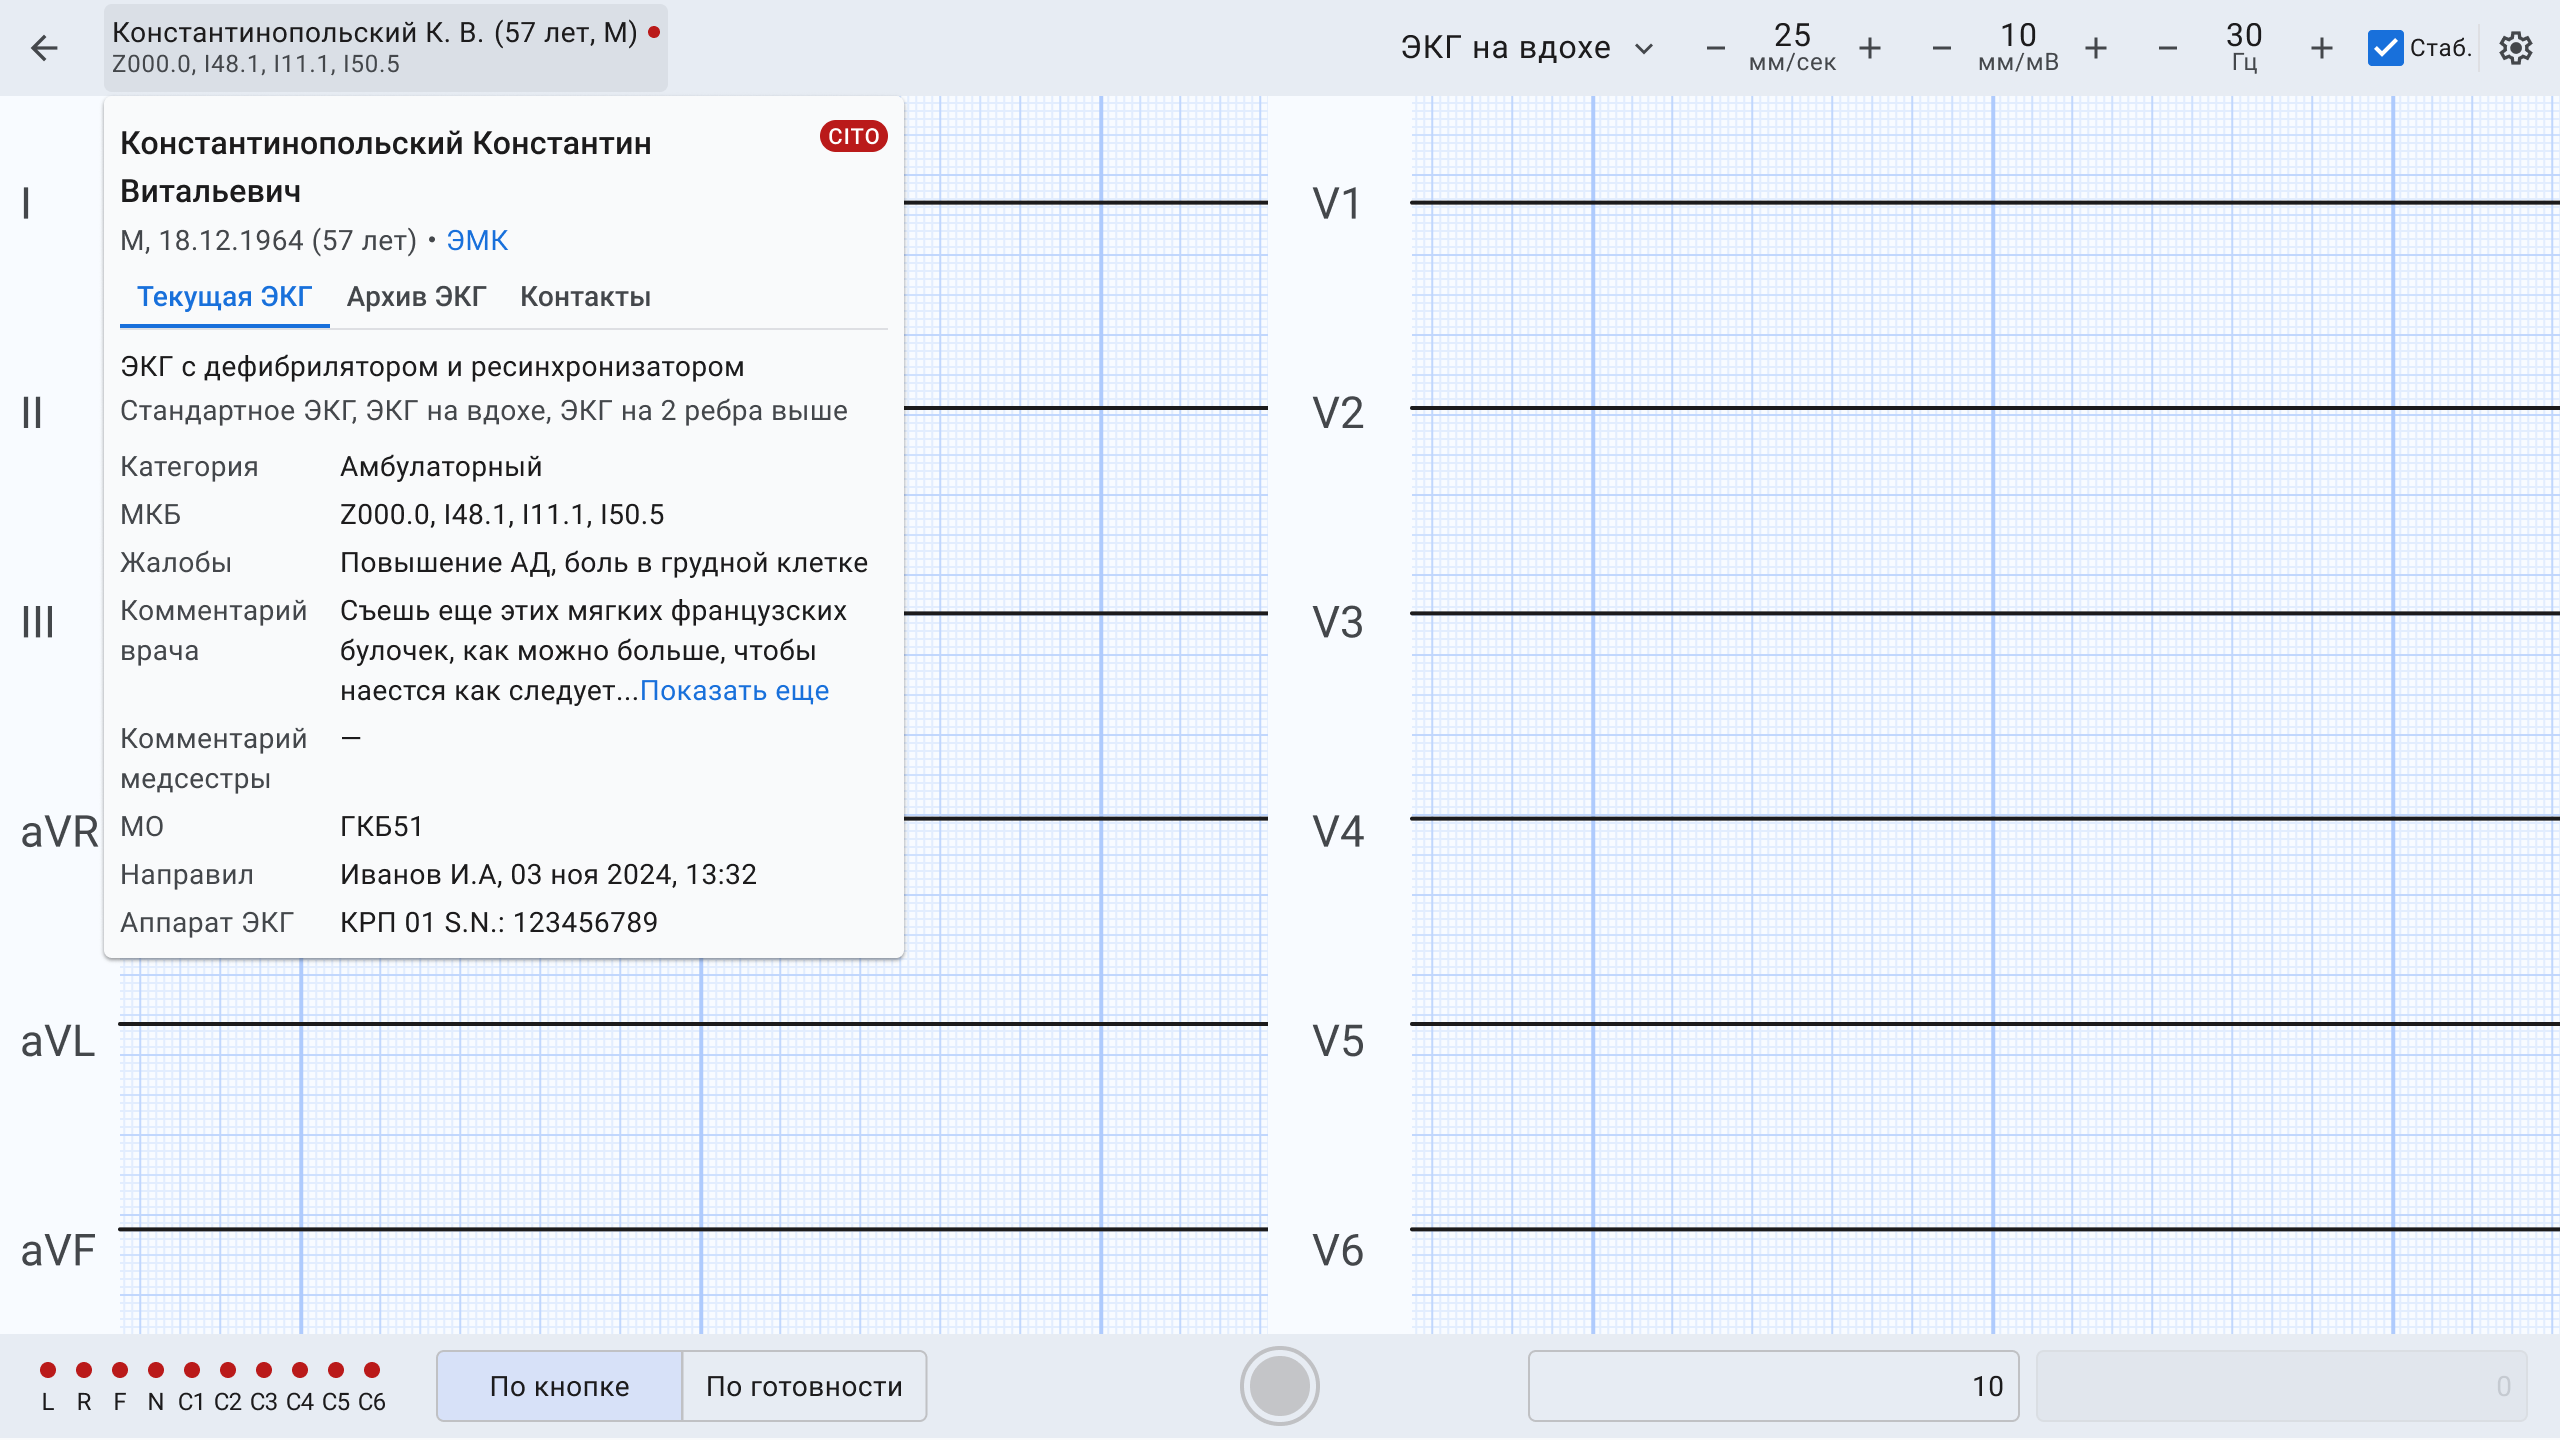 Константинопольский К. В. (57 лет, М)
Z000.0, I48.1, I11.1, I50.5
ЭКГ на вдохе
25
мм/сек
10
мм/мВ
30
Гц
Стаб.
Константинопольский Константин
Витальевич
CITO
М, 18.12.1964 (57 лет) • ЭМК
Текущая ЭКГ
Архив ЭКГ
Контакты
ЭКГ с дефибрилятором и ресинхронизатором
Стандартное ЭКГ, ЭКГ на вдохе, ЭКГ на 2 ребра выше
Категория
Амбулаторный
МКБ
Z000.0, I48.1, I11.1, I50.5
Жалобы
Повышение АД, боль в грудной клетке
Комментарий
врача
Съешь еще этих мягких французских
булочек, как можно больше, чтобы
наестся как следует...Показать еще
Комментарий
медсестры
—
МО
ГКБ51
Направил
Иванов И.А, 03 ноя 2024, 13:32
Аппарат ЭКГ
КРП 01 S.N.: 123456789
I
II
III
aVR
aVL
aVF
V1
V2
V3
V4
V5
V6
L R F N C1 C2 C3 C4 C5 C6
По кнопке
По готовности
10
0